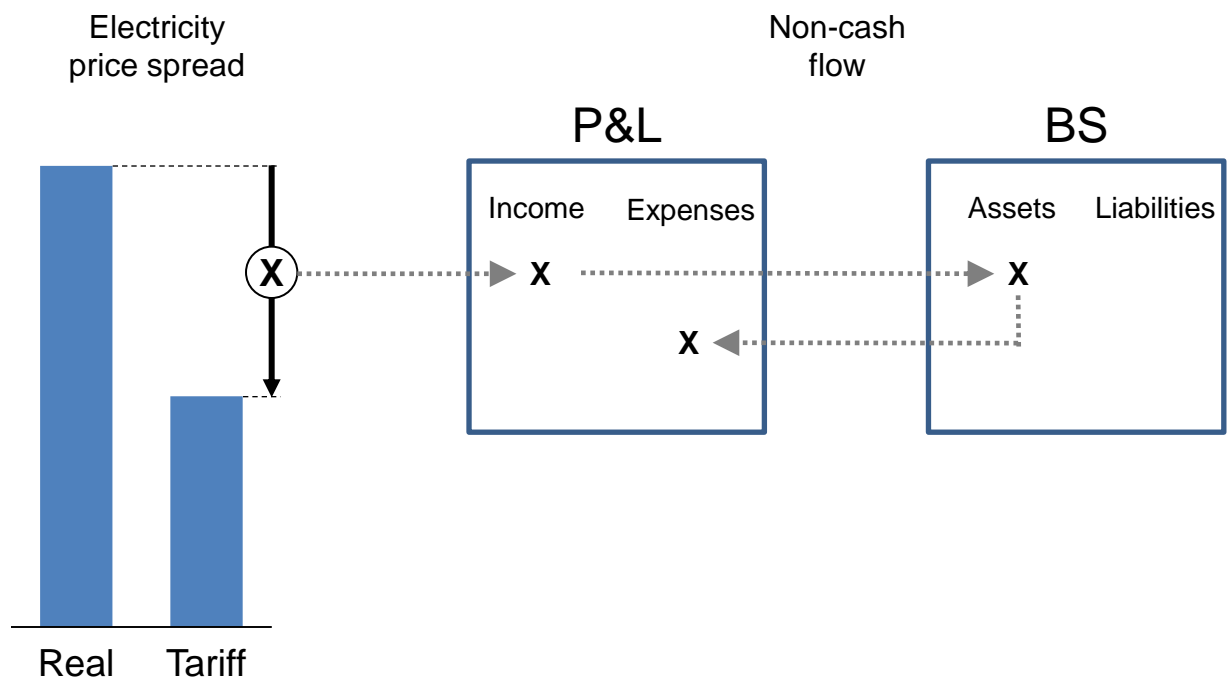 Electricity
price spread
Non-cash
flow
P&L
BS
Income
Expenses
Assets
Liabilities
X
X
X
X
Real
Tariff